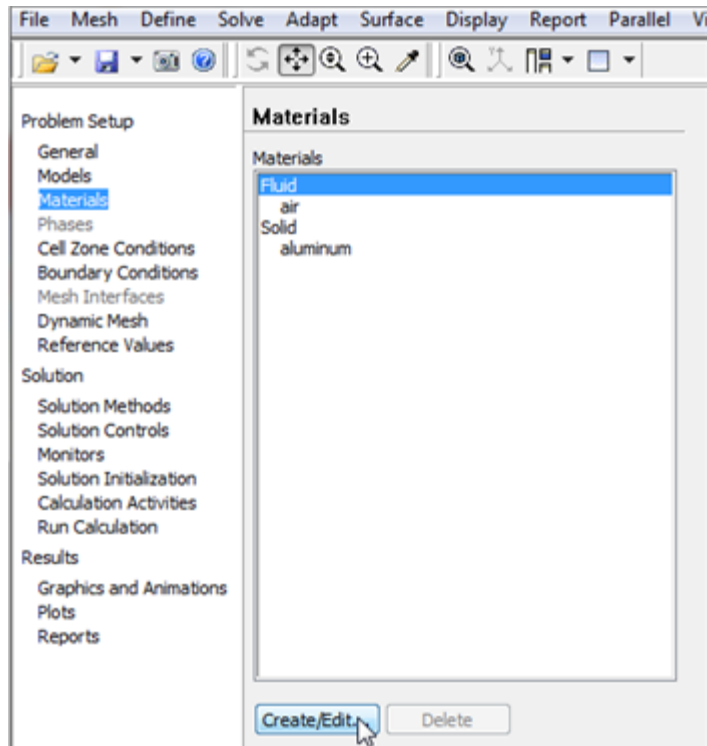 File Mesh Define Solve Adapt Surface Display Report Parallel Vi
Problem Setup
General
Models
Materials
Phases
Cell Zone Conditions
Boundary Conditions
Mesh Interfaces
Dynamic Mesh
Reference Values
Solution
Solution Methods
Solution Controls
Monitors
Solution Initialization
Calculation Activities
Run Calculation
Results
Graphics and Animations
Plots
Reports
Materials
Materials
Fluid
air
Solid
aluminum
Create/Edit... Delete